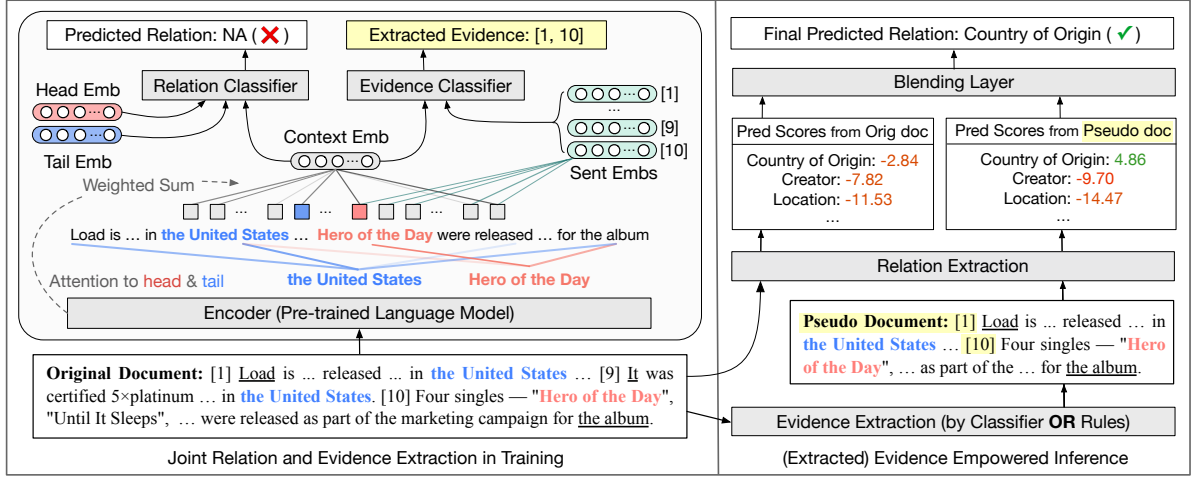 Predicted Relation: NA ( ❌ )
Extracted Evidence: [1, 10]
Relation Classifier
Evidence Classifier
Head Emb
Tail Emb
Context Emb
[1]
...
[9]
[10]
Sent Embs
Weighted Sum
...
...
...
Load is … in the United States … Hero of the Day were released … for the album
the United States
Hero of the Day
Attention to head & tail
Encoder (Pre-trained Language Model)
Original Document: [1] Load is ... released ... in the United States … [9] It was
certified 5×platinum … in the United States. [10] Four singles — "Hero of the Day",
"Until It Sleeps", … were released as part of the marketing campaign for the album.
Joint Relation and Evidence Extraction in Training
Final Predicted Relation: Country of Origin ( ✓ )
Blending Layer
Pred Scores from Orig doc
Country of Origin: -2.84
Creator: -7.82
Location: -11.53
...
Pred Scores from Pseudo doc
Country of Origin: 4.86
Creator: -9.70
Location: -14.47
...
Relation Extraction
Pseudo Document: [1] Load is ... released … in
the United States … [10] Four singles — "Hero
of the Day", … as part of the … for the album.
Evidence Extraction (by Classifier OR Rules)
(Extracted) Evidence Empowered Inference